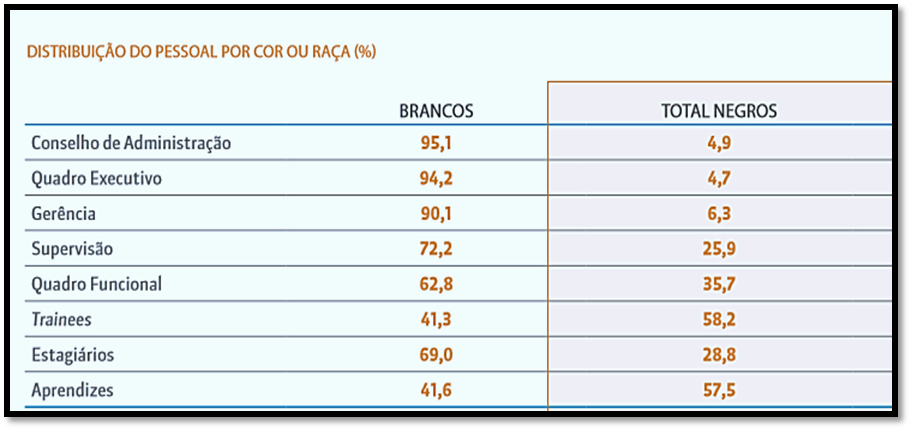 DISTRIBUIÇÃO DO PESSOAL POR COR OU RAÇA (%)
BRANCOS TOTAL NEGROS
Conselho de Administração 95,1 4,9
Quadro Executivo 94,2 4,7
Gerência 90,1 6,3
Supervisão 72,2 25,9
Quadro Funcional 62,8 35,7
Trainees 41,3 58,2
Estagiários 69,0 28,8
Aprendizes 41,6 57,5